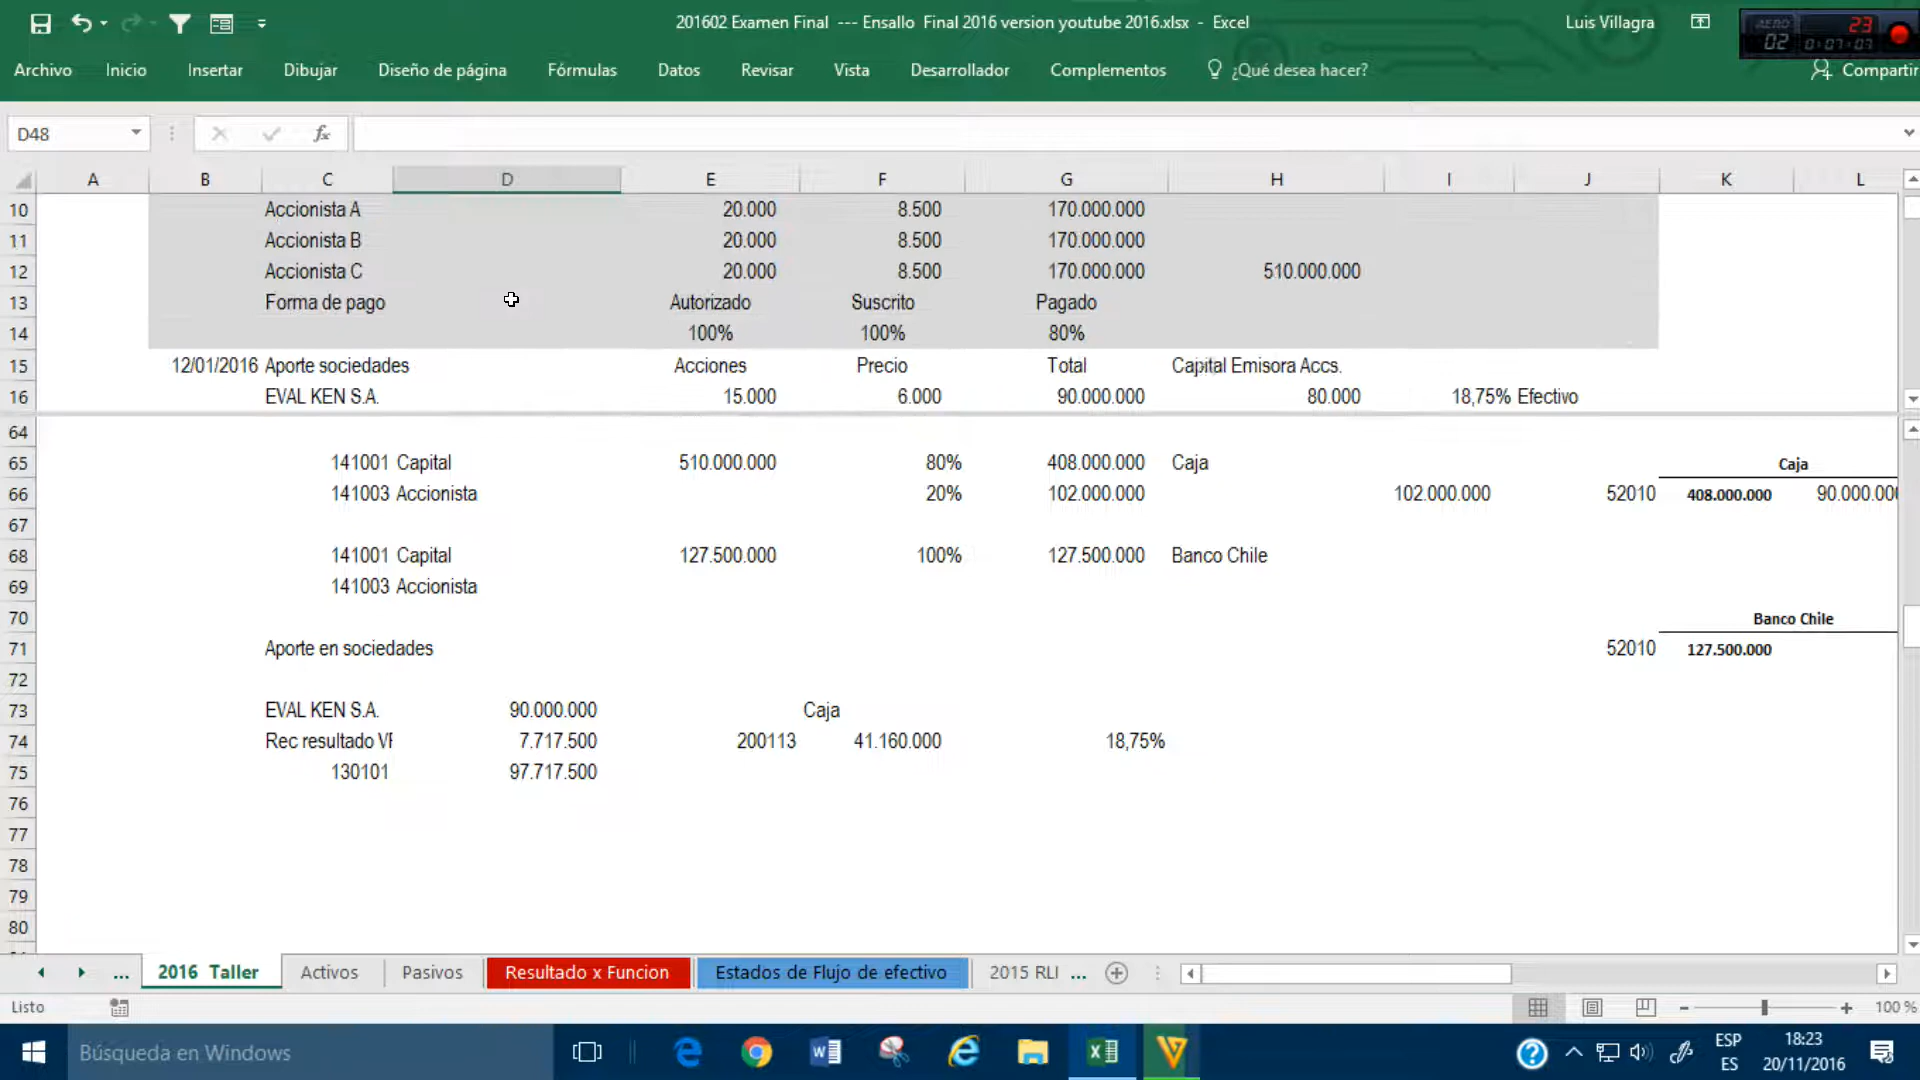 201602 Examen Final --- Ensallo Final 2016 version youtube 2016.xlsx - Excel
Luis Villagra
23
02 0:07:07
Archivo Inicio Insertar Dibujar Diseño de página Fórmulas Datos Revisar Vista Desarrollador Complementos ¿Qué desea hacer? Compartir
D48 fx
A B C D E F G H I J K L
10 Accionista A 20.000 8.500 170.000.000
11 Accionista B 20.000 8.500 170.000.000
12 Accionista C 20.000 8.500 170.000.000 510.000.000
13 Forma de pago Autorizado Suscrito Pagado
14 100% 100% 80%
15 12/01/2016 Aporte sociedades Acciones Precio Total Capital Emisora Accs.
16 EVAL KEN S.A. 15.000 6.000 90.000.000 80.000 18,75% Efectivo
64
65 141001 Capital 510.000.000 80% 408.000.000 Caja Caja
66 141003 Accionista 20% 102.000.000 102.000.000 52010 408.000.000 90.000.00
67
68 141001 Capital 127.500.000 100% 127.500.000 Banco Chile
69 141003 Accionista
70 Banco Chile
71 Aporte en sociedades 52010 127.500.000
72
73 EVAL KEN S.A. 90.000.000 Caja
74 Rec resultado VF 7.717.500 200113 41.160.000 18,75%
75 130101 97.717.500
76
77
78
79
80
... 2016 Taller Activos Pasivos Resultado x Funcion Estados de Flujo de efectivo 2015 RLI ...
Listo 100 %
Búsqueda en Windows
ESP
ES
18:23
20/11/2016